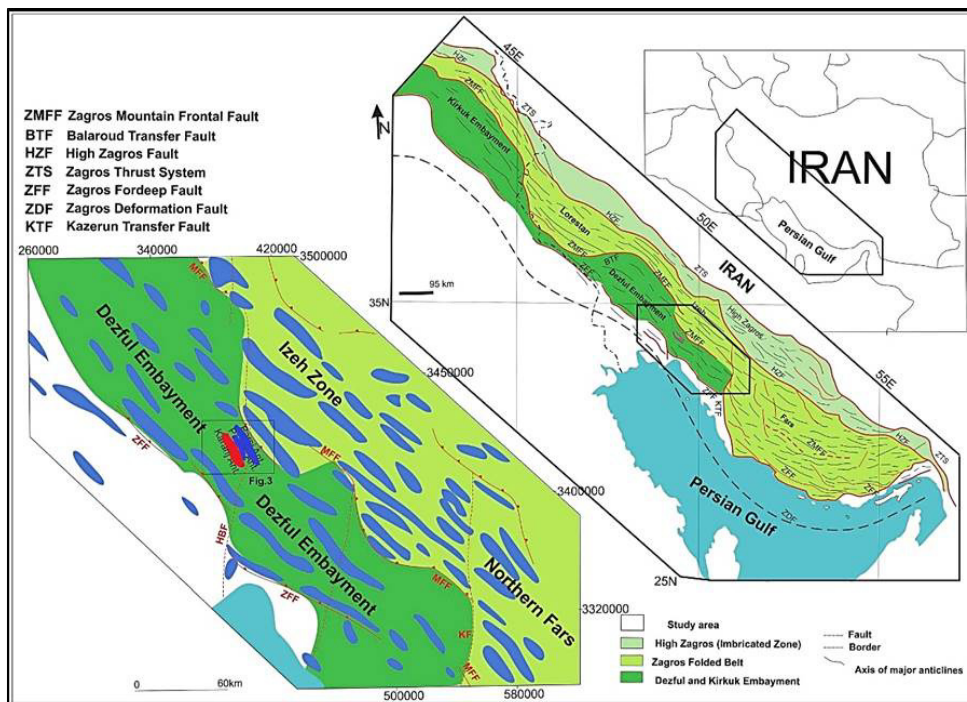 ZMFF Zagros Mountain Frontal Fault
BTF Balaroud Transfer Fault
HZF High Zagros Fault
ZTS Zagros Thrust System
ZFF Zagros Fordeep Fault
ZDF Zagros Deformation Fault
KTF Kazerun Transfer Fault
N
260000 340000 420000
3500000
3450000
3400000
3320000
500000 580000
MFF
Dezful Embayment
Izeh Zone
ZFF
Fig.3
MFF
Dezful Embayment
HBF
ZFF
MFF
Northern Fars
KF
MFF
0 60km
45E
HZF
ZMFF
ZTS
Kirkuk Embayment
HZF
Lorestan
50E
ZMFF
BTF
ZFF
ZTS
IRAN
95 km
35N
Dezful Embayment
ZMFF
Izeh
High Zagros
ZMFF
HZF
55E
ZFF
KTF
Fars
ZMFF
HZF
ZTS
ZFF
ZFF
ZDF
Persian Gulf
25N
IRAN
Persian Gulf
Study area
High Zagros (Imbricated Zone)
Zagros Folded Belt
Dezful and Kirkuk Embayment
Fault
Border
Axis of major anticlines